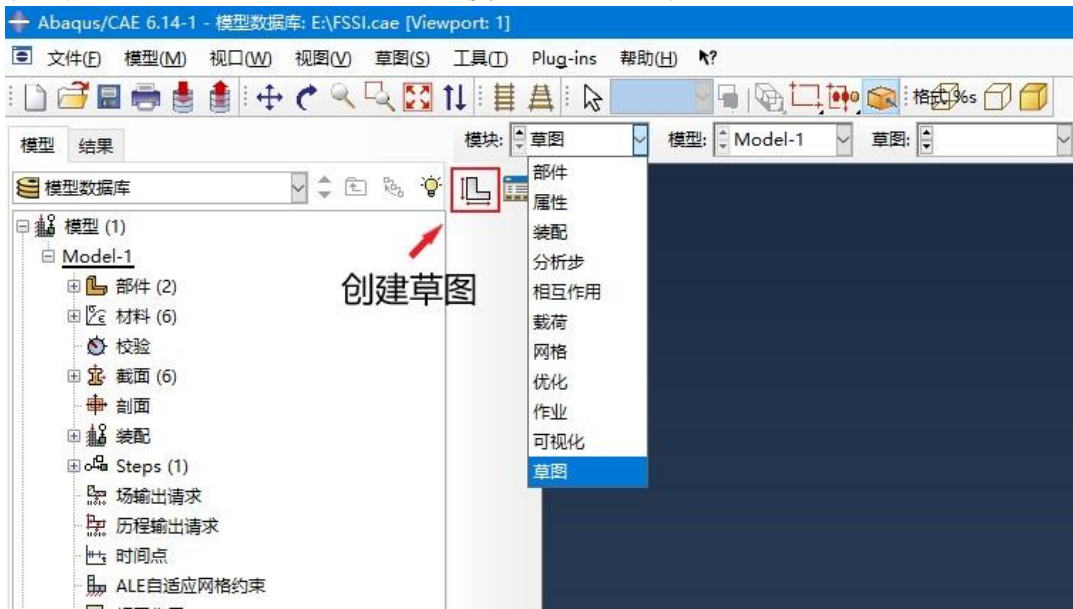 Abaqus/CAE 6.14-1 - 模型数据库: E:\FSSI.cae [Viewport: 1]
文件(F) 模型(M) 视口(W) 视图(V) 草图(S) 工具(T) Plug-ins 帮助(H)
格式%s
模型 结果 模块: 草图 模型: Model-1 草图:
模型数据库
模型 (1)
Model-1
部件 (2)
材料 (6)
校验
截面 (6)
剖面
装配
Steps (1)
场输出请求
历程输出请求
时间点
ALE自适应网格约束
创建草图
部件
属性
装配
分析步
相互作用
载荷
网格
优化
作业
可视化
草图